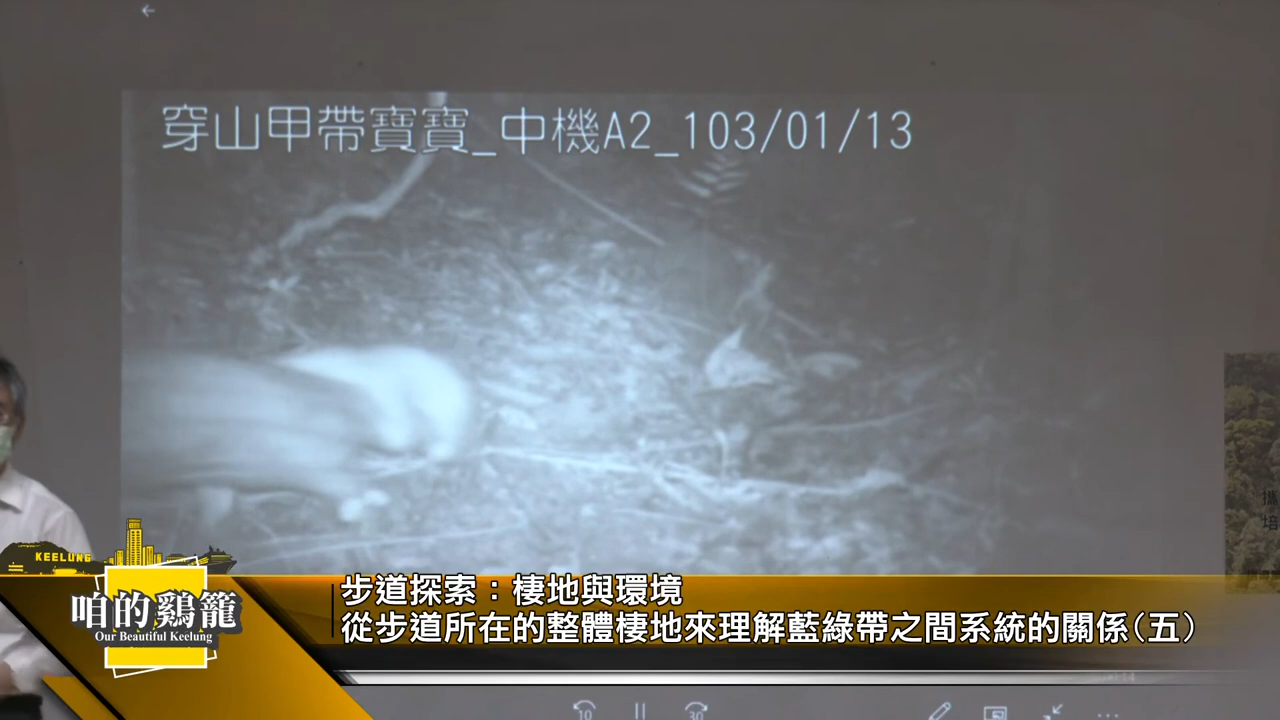 穿山甲帶寶寶_中機A2_103/01/13
KEELUNG
咱的鷄籠
Our Beautiful Keelung
步道探索：棲地與環境
從步道所在的整體棲地來理解藍綠帶之間系統的關係（五）
10
30